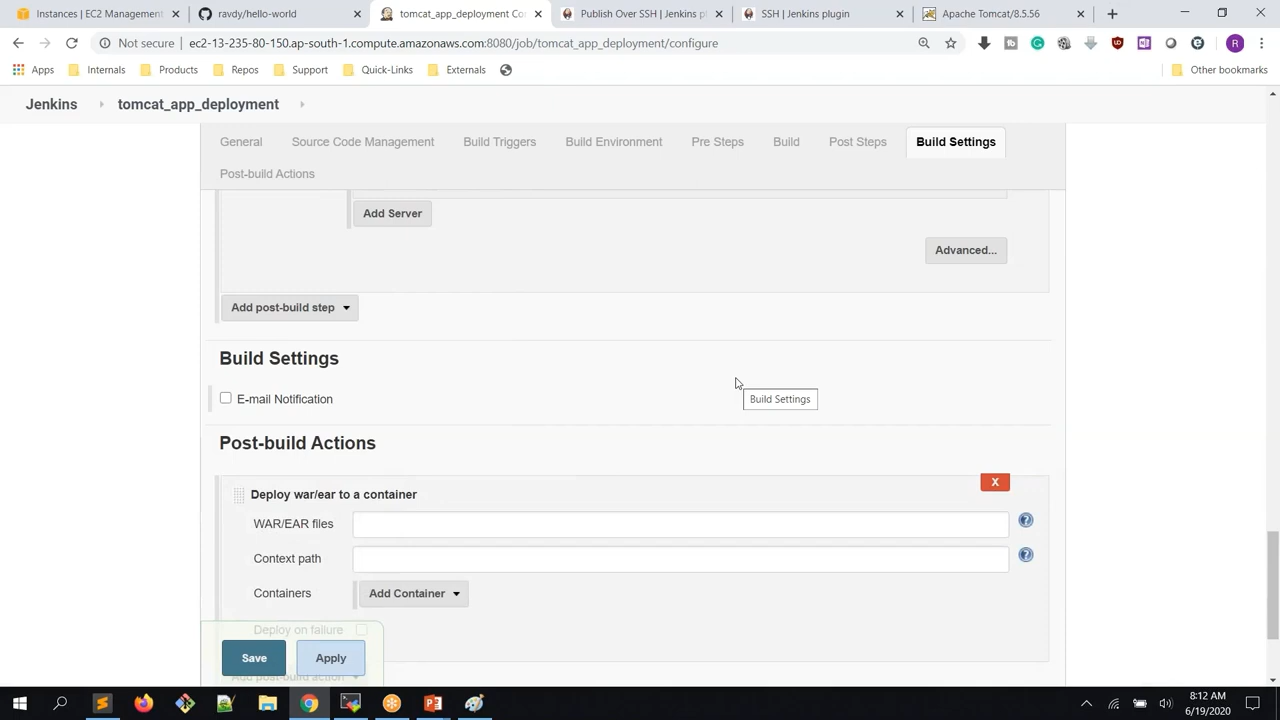 Instances | EC2 Management
ravdy/hello-world
tomcat_app_deployment Co
Publish Over SSH | Jenkins p
SSH | Jenkins plugin
Apache Tomcat/8.5.56
Not secure
ec2-13-235-80-150.ap-south-1.compute.amazonaws.com:8080/job/tomcat_app_deployment/configure
R
Apps
Internals
Products
Repos
Support
Quick-Links
Externals
Other bookmarks
Jenkins
tomcat_app_deployment
General
Source Code Management
Build Triggers
Build Environment
Pre Steps
Build
Post Steps
Build Settings
Post-build Actions
Add Server
Advanced...
Add post-build step
Build Settings
E-mail Notification
Build Settings
Post-build Actions
Deploy war/ear to a container
X
WAR/EAR files
Context path
Containers
Add Container
Deploy on failure
Save
Apply
Add post-build action
8:12 AM
6/19/2020